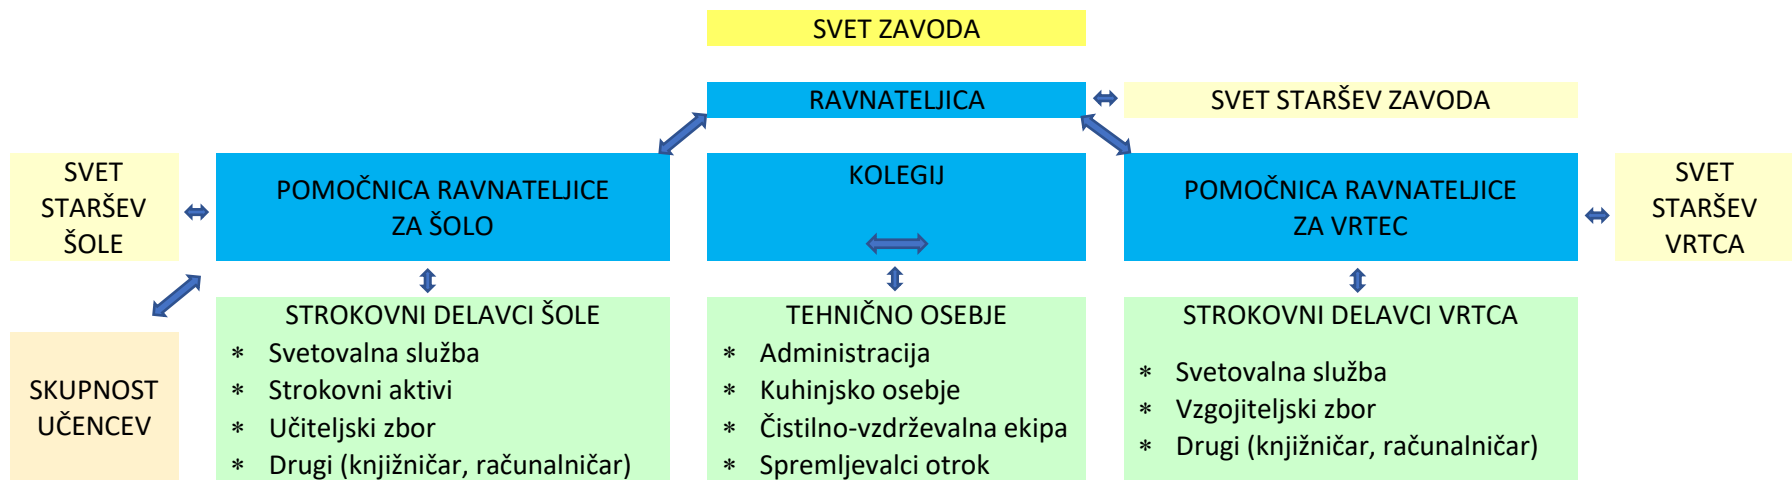 SVET ZAVODA
RAVNATELJICA
SVET STARŠEV ZAVODA
SVET
STARŠEV
ŠOLE
POMOČNICA RAVNATELJICE
ZA ŠOLO
KOLEGIJ
POMOČNICA RAVNATELJICE
ZA VRTEC
SVET
STARŠEV
VRTCA
SKUPNOST
UČENCEV
STROKOVNI DELAVCI ŠOLE
* Svetovalna služba
* Strokovni aktivi
* Učiteljski zbor
* Drugi (knjižničar, računalničar)
TEHNIČNO OSEBJE
* Administracija
* Kuhinjsko osebje
* Čistilno-vzdrževalna ekipa
* Spremljevalci otrok
STROKOVNI DELAVCI VRTCA
* Svetovalna služba
* Vzgojiteljski zbor
* Drugi (knjižničar, računalničar)